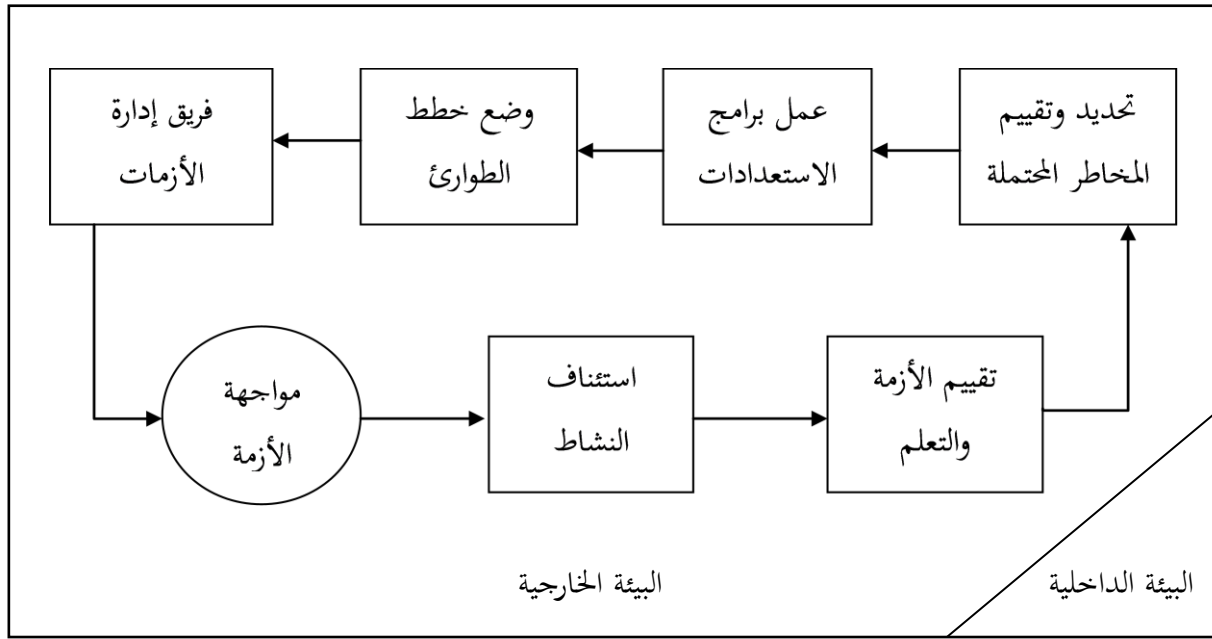 تحديد وتقييم
المخاطر المحتملة
عمل برامج
الاستعدادات
وضع خطط
الطوارئ
فريق إدارة
الأزمات
مواجهة
الأزمة
استئناف
النشاط
تقييم الأزمة
والتعلم
البيئة الداخلية
البيئة الخارجية